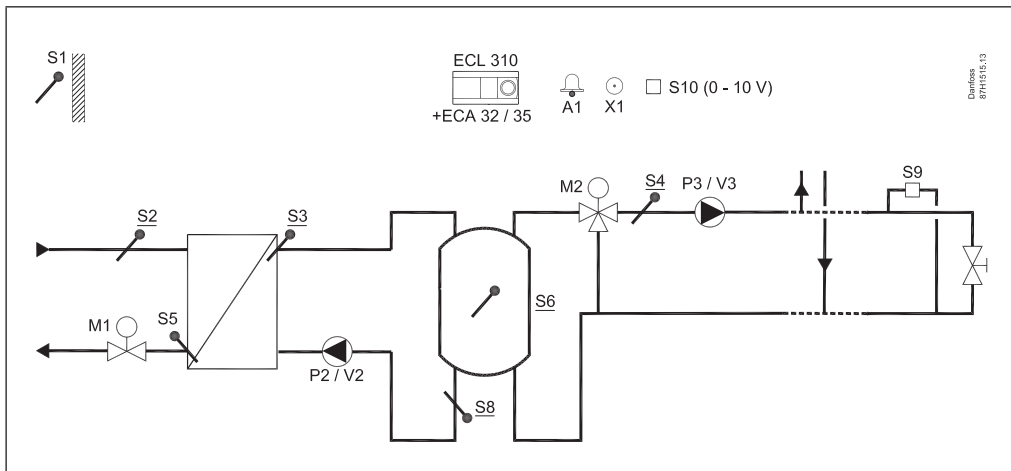 S1
ECL 310
+ECA 32 / 35
A1
X1
S10 (0 - 10 V)
Danfoss
87H1515.13
S2
S3
M2
S4
P3 / V3
S9
M1
S5
P2 / V2
S6
S8